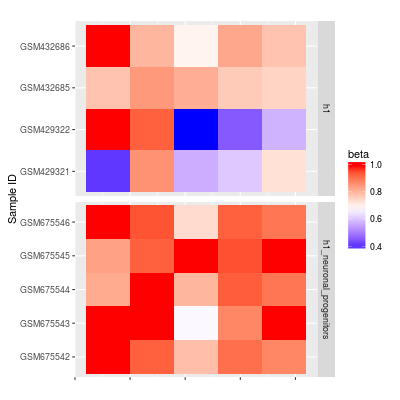 GSM432686
GSM432685
GSM429322
GSM429321
h1
GSM675546
GSM675545
GSM675544
GSM675543
GSM675542
h1_neuronal_progenitors
Sample ID
beta
1.0
0.8
0.6
0.4